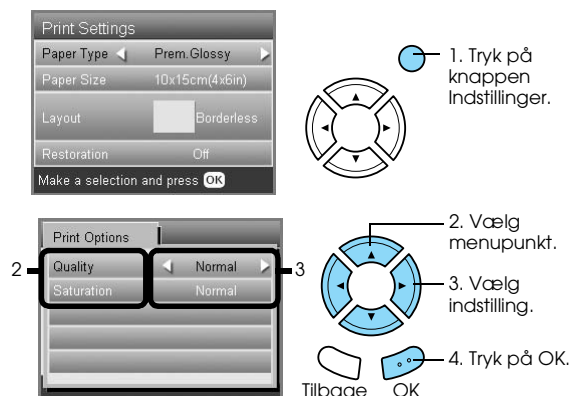 Print Settings
Paper Type Prem.Glossy
Paper Size 10x15cm(4x6in)
Layout Borderless
Restoration Off
Make a selection and press OK
1. Tryk på
knappen
Indstillinger.
Print Options
2 Quality Normal 3
Saturation Normal
2. Vælg
menupunkt.
3. Vælg
indstilling.
4. Tryk på OK.
Tilbage OK